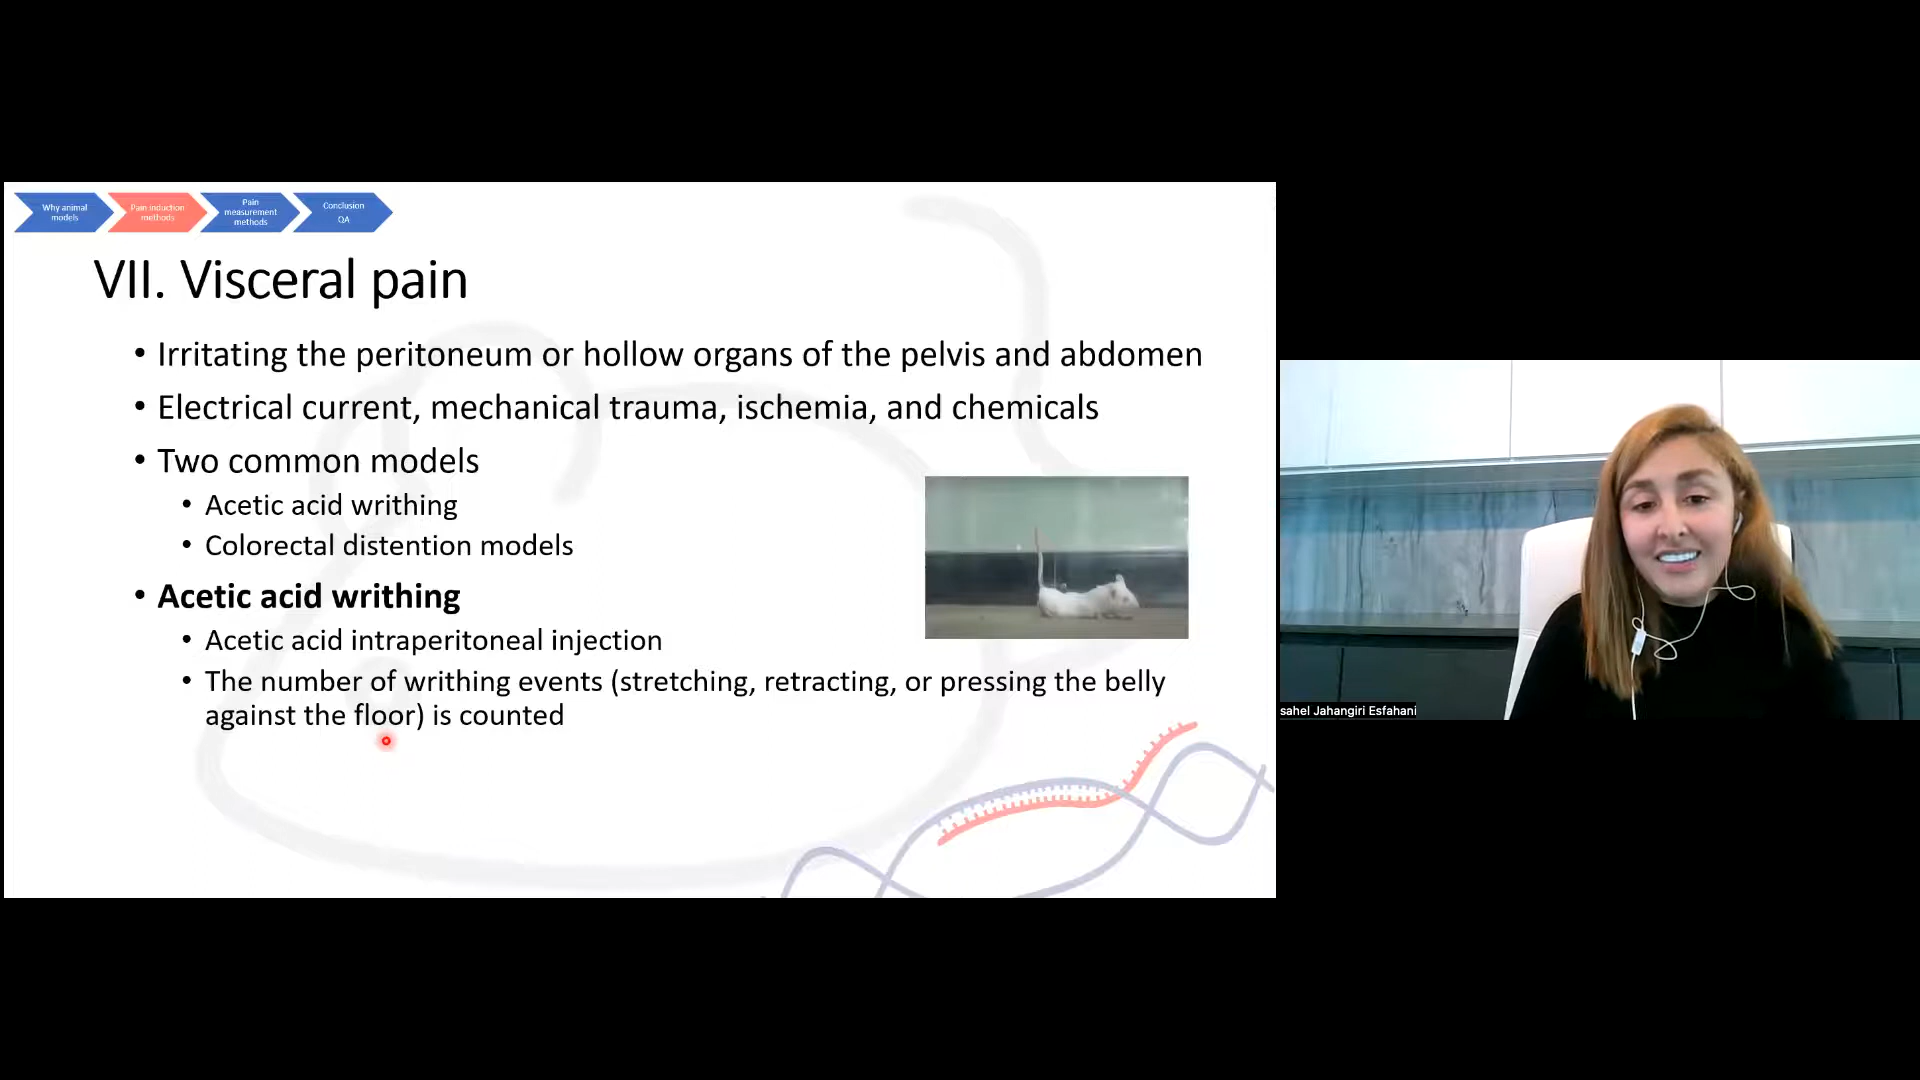 Why animal
models
Pain induction
methods
Pain
measurement
methods
Conclusion
QA
VII. Visceral pain
• Irritating the peritoneum or hollow organs of the pelvis and abdomen
• Electrical current, mechanical trauma, ischemia, and chemicals
• Two common models
• Acetic acid writhing
• Colorectal distention models
• Acetic acid writhing
• Acetic acid intraperitoneal injection
• The number of writhing events (stretching, retracting, or pressing the belly
against the floor) is counted
sahel Jahangiri Esfahani